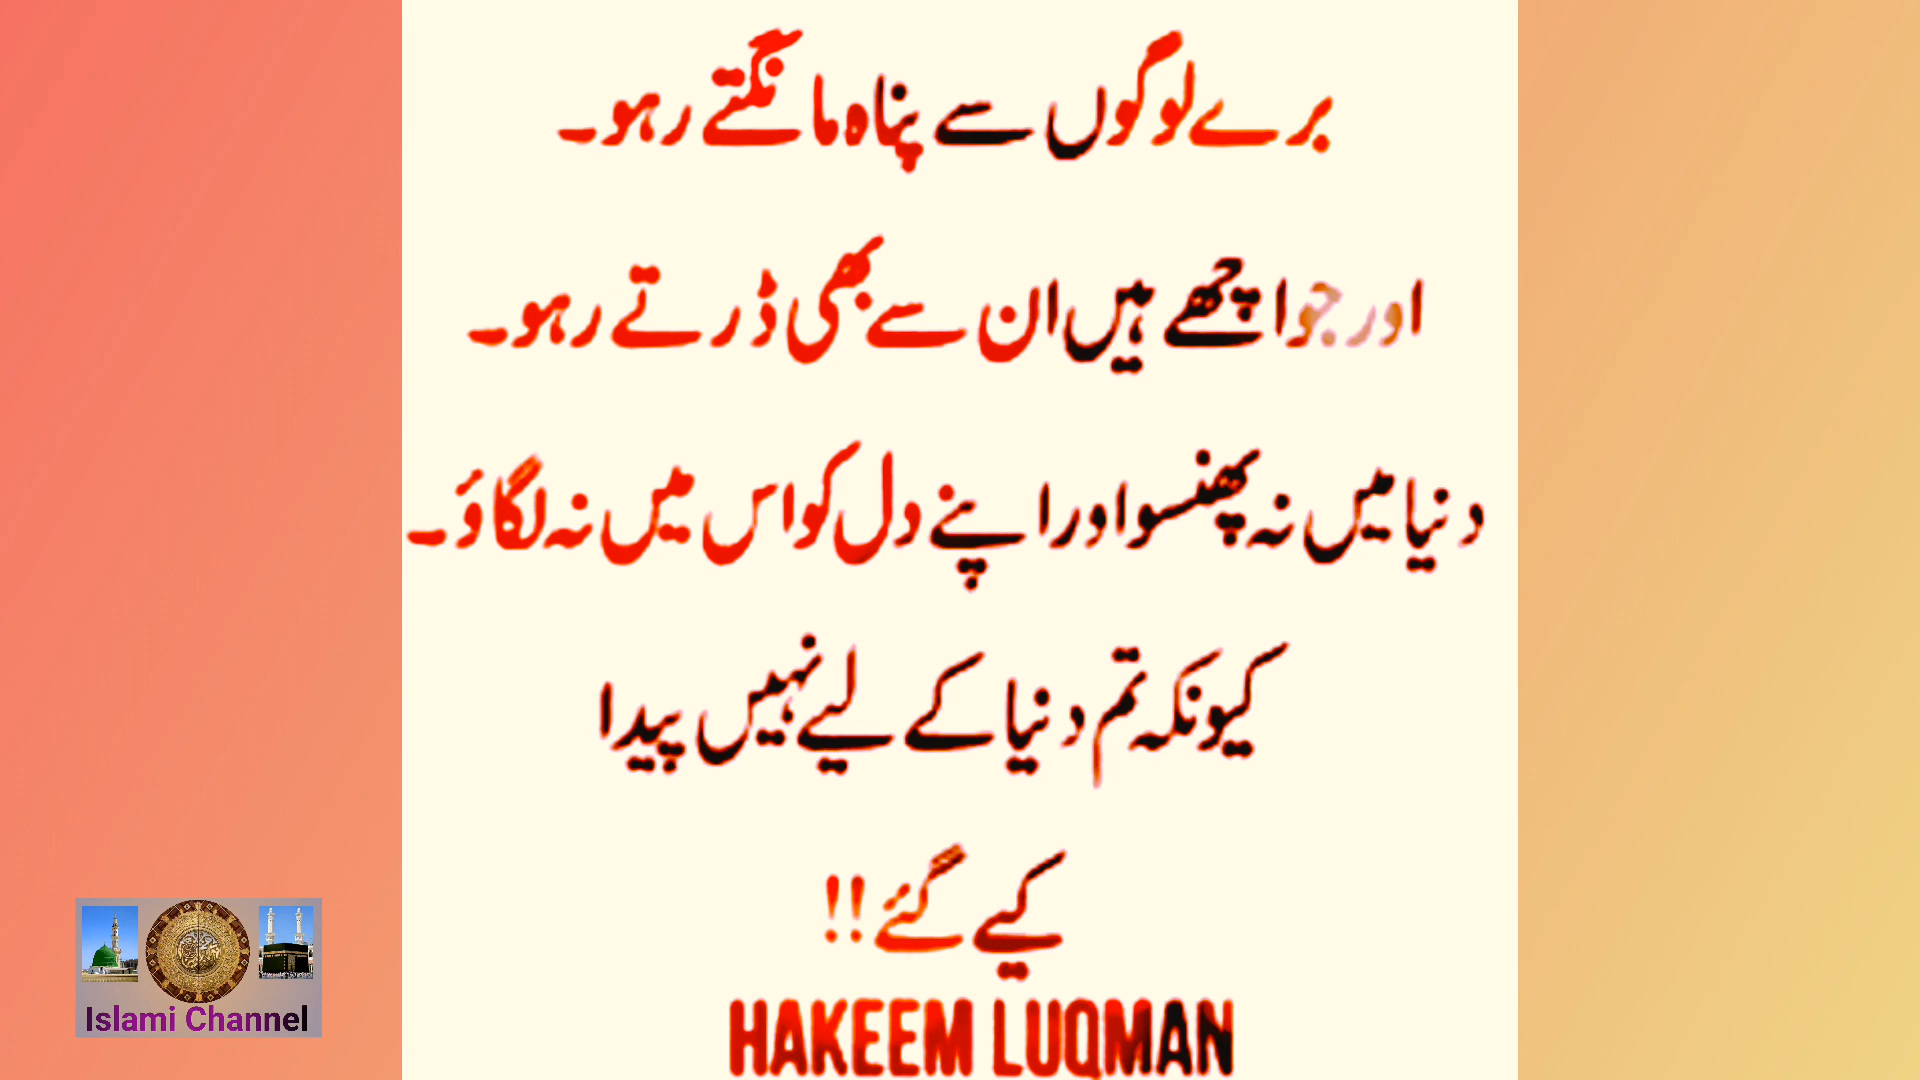 برے لوگوں سے پناہ مانگتے رہو۔
اور جو اچھے ہیں ان سے بھی ڈرتے رہو۔
دنیا میں نہ پھنسو اور اپنے دل کو اس میں نہ لگاؤ۔
کیونکہ تم دنیا کے لیے نہیں پیدا
کیے گئے !!
HAKEEM LUQMAN
Islami Channel